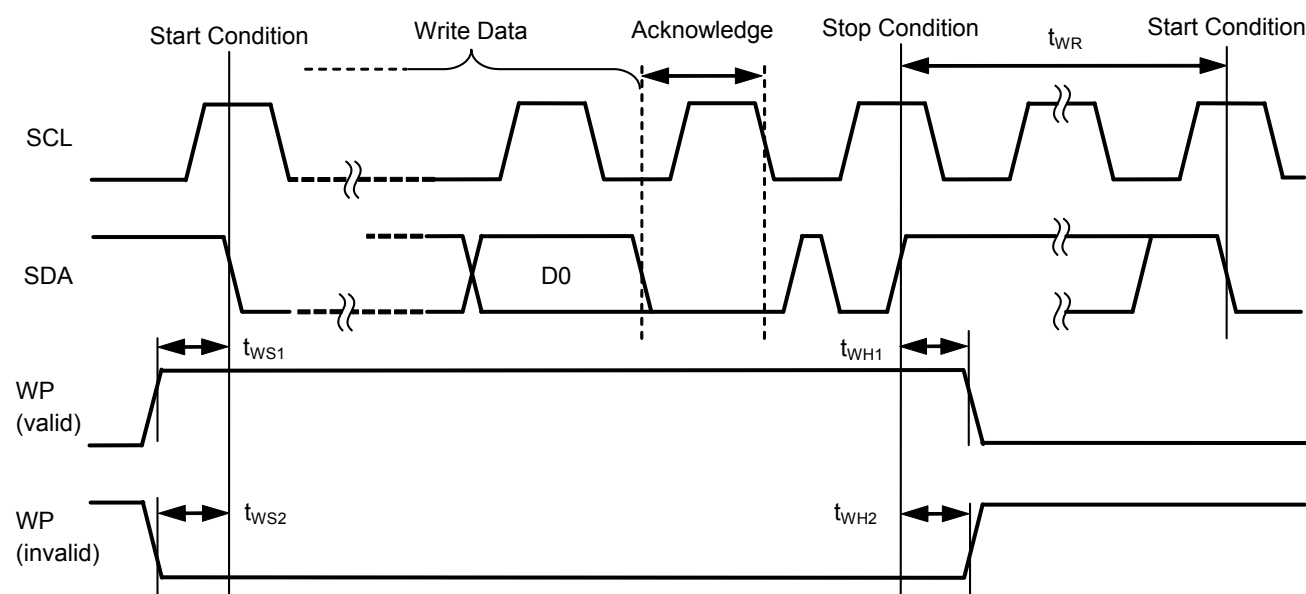 Start Condition
Write Data
Acknowledge
Stop Condition
tWR
Start Condition
SCL
SDA
D0
tWS1
tWH1
WP
(valid)
tWS2
tWH2
WP
(invalid)